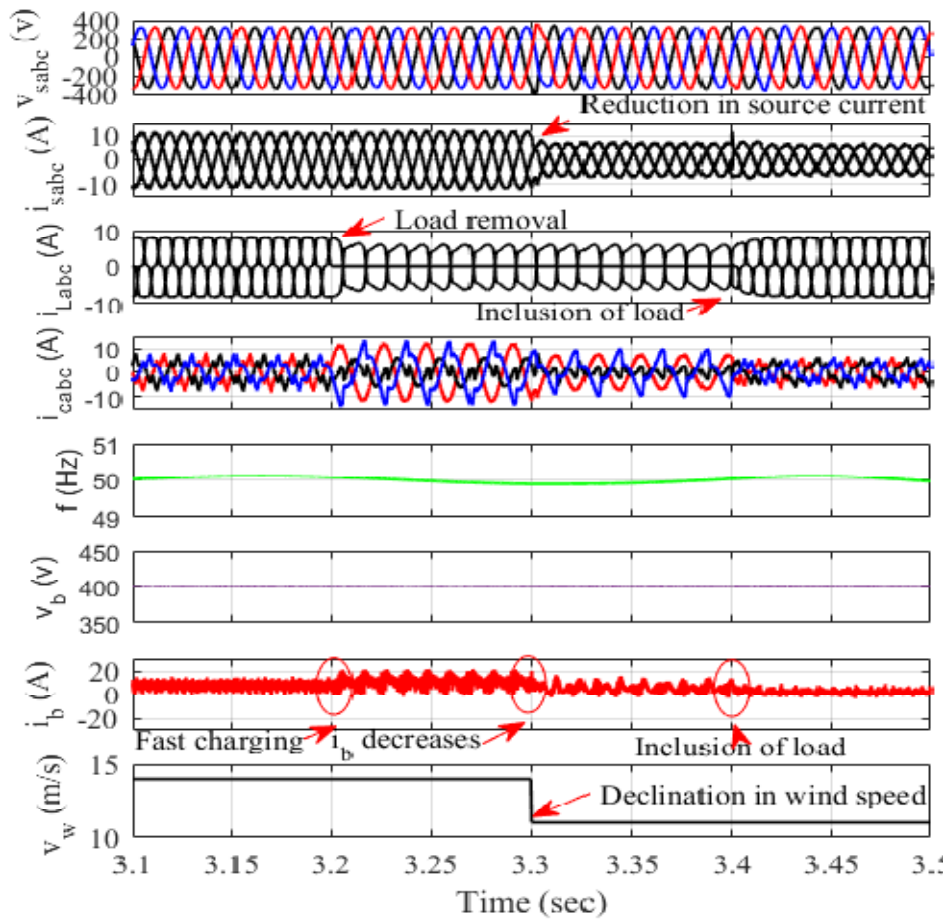 v_sabc (v)
400
200
0
-200
-400
Reduction in source current
i_sabc (A)
10
0
-10
Load removal
i_Labc (A)
10
0
-10
Inclusion of load
i_cabc (A)
10
0
-10
f (Hz)
51
50
49
v_b (v)
450
400
350
i_b (A)
20
0
-20
Fast charging i_b, decreases Inclusion of load
v_w (m/s)
15
10
Declination in wind speed
3.1 3.15 3.2 3.25 3.3 3.35 3.4 3.45 3.5
Time (sec)